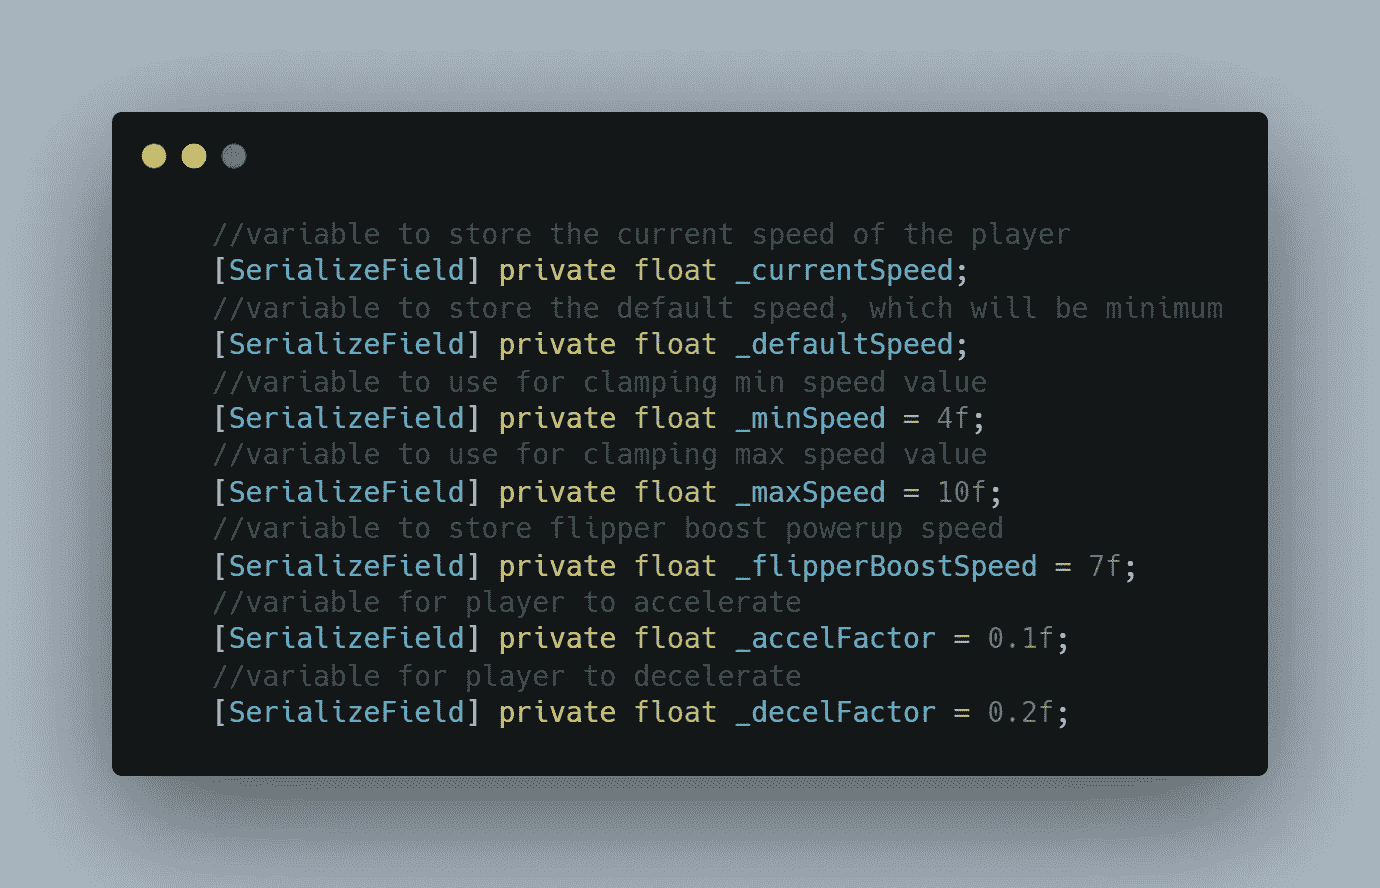 //variable to store the current speed of the player
[SerializeField] private float _currentSpeed;
//variable to store the default speed, which will be minimum
[SerializeField] private float _defaultSpeed;
//variable to use for clamping min speed value
[SerializeField] private float _minSpeed = 4f;
//variable to use for clamping max speed value
[SerializeField] private float _maxSpeed = 10f;
//variable to store flipper boost powerup speed
[SerializeField] private float _flipperBoostSpeed = 7f;
//variable for player to accelerate
[SerializeField] private float _accelFactor = 0.1f;
//variable for player to decelerate
[SerializeField] private float _decelFactor = 0.2f;